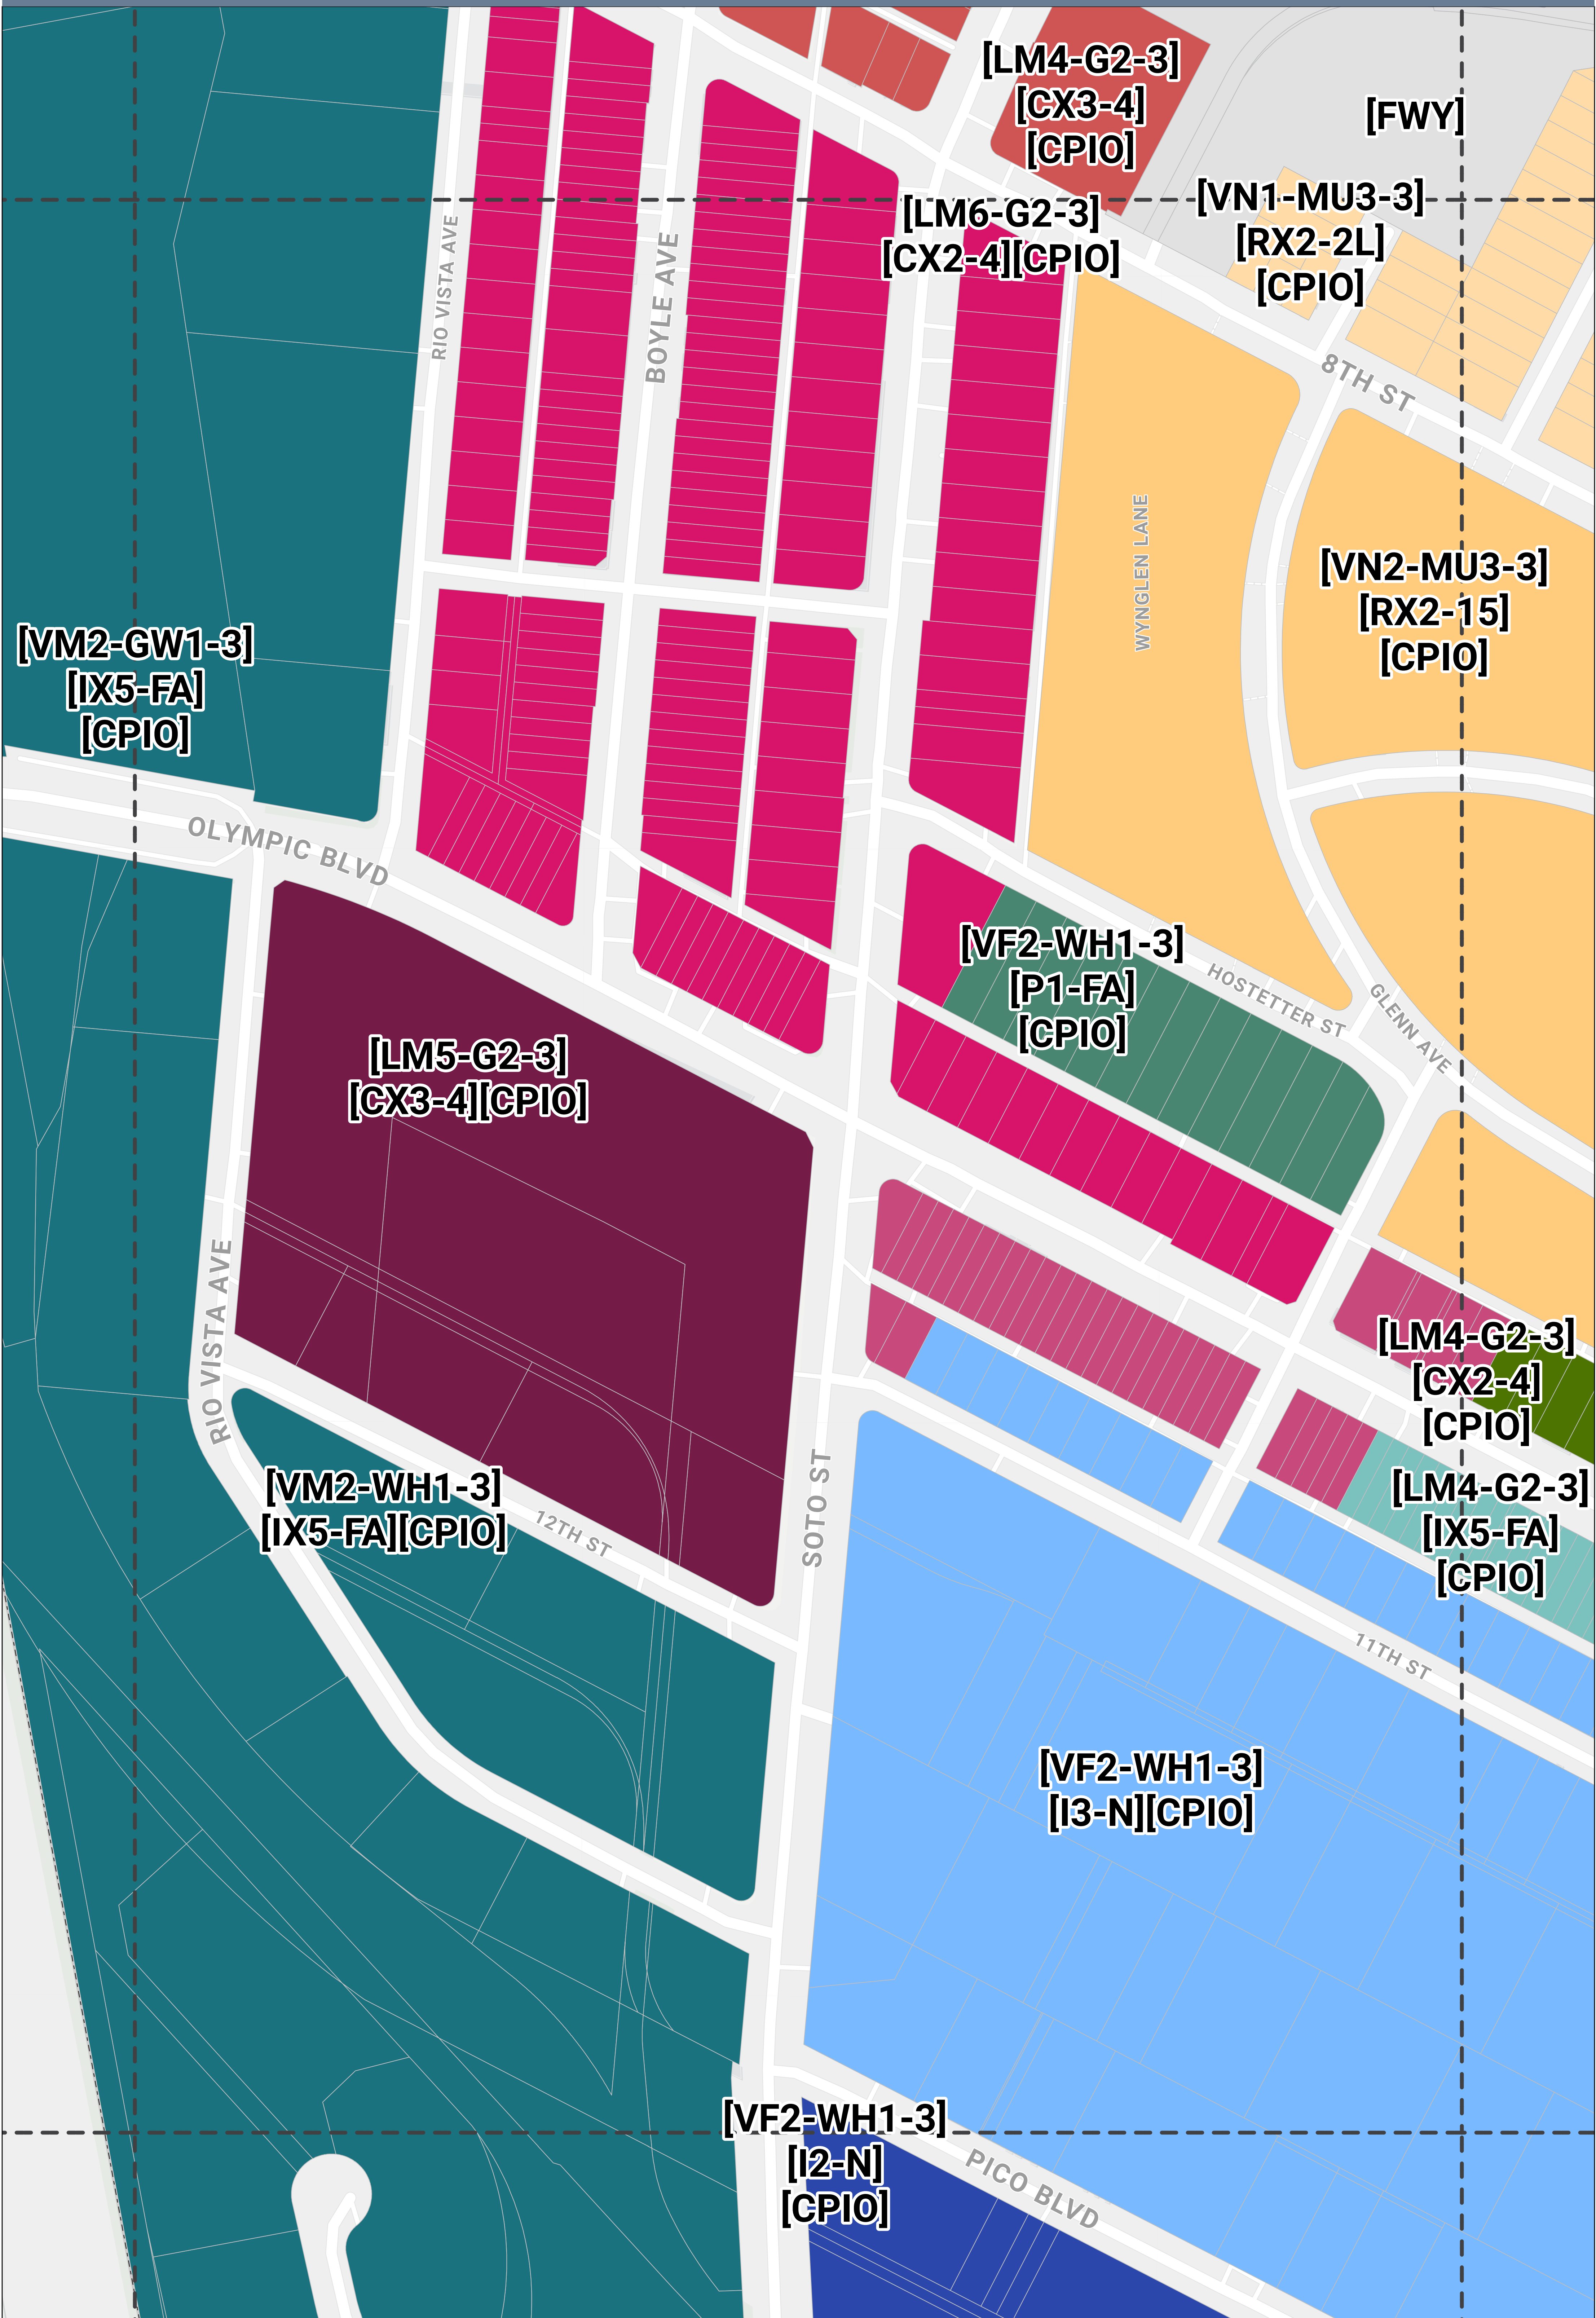 [LM4-G2-3]
[CX3-4]
[CPIO]
[FWY]
[VN1-MU3-3]
[RX2-2L]
[CPIO]
[LM6-G2-3]
[CX2-4][CPIO]
RIO VISTA AVE
BOYLE AVE
8TH ST
WYNGLEN LANE
[VN2-MU3-3]
[RX2-15]
[CPIO]
[VM2-GW1-3]
[IX5-FA]
[CPIO]
OLYMPIC BLVD
[VF2-WH1-3]
[P1-FA]
[CPIO]
HOSTETTER ST
GLENN AVE
[LM5-G2-3]
[CX3-4][CPIO]
RIO VISTA AVE
[LM4-G2-3]
[CX2-4]
[CPIO]
[VM2-WH1-3]
[IX5-FA][CPIO]
12TH ST
SOTO ST
[LM4-G2-3]
[IX5-FA]
[CPIO]
11TH ST
[VF2-WH1-3]
[I3-N][CPIO]
[VF2-WH1-3]
[I2-N]
[CPIO]
PICO BLVD